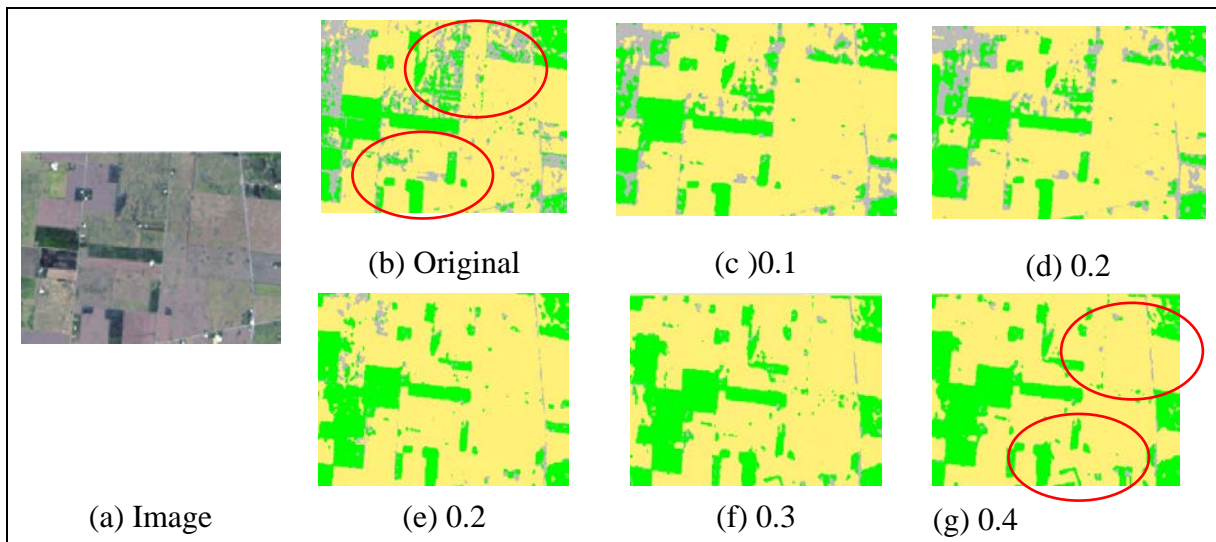 (b) Original
(c )0.1
(d) 0.2
(a) Image
(e) 0.2
(f) 0.3
(g) 0.4